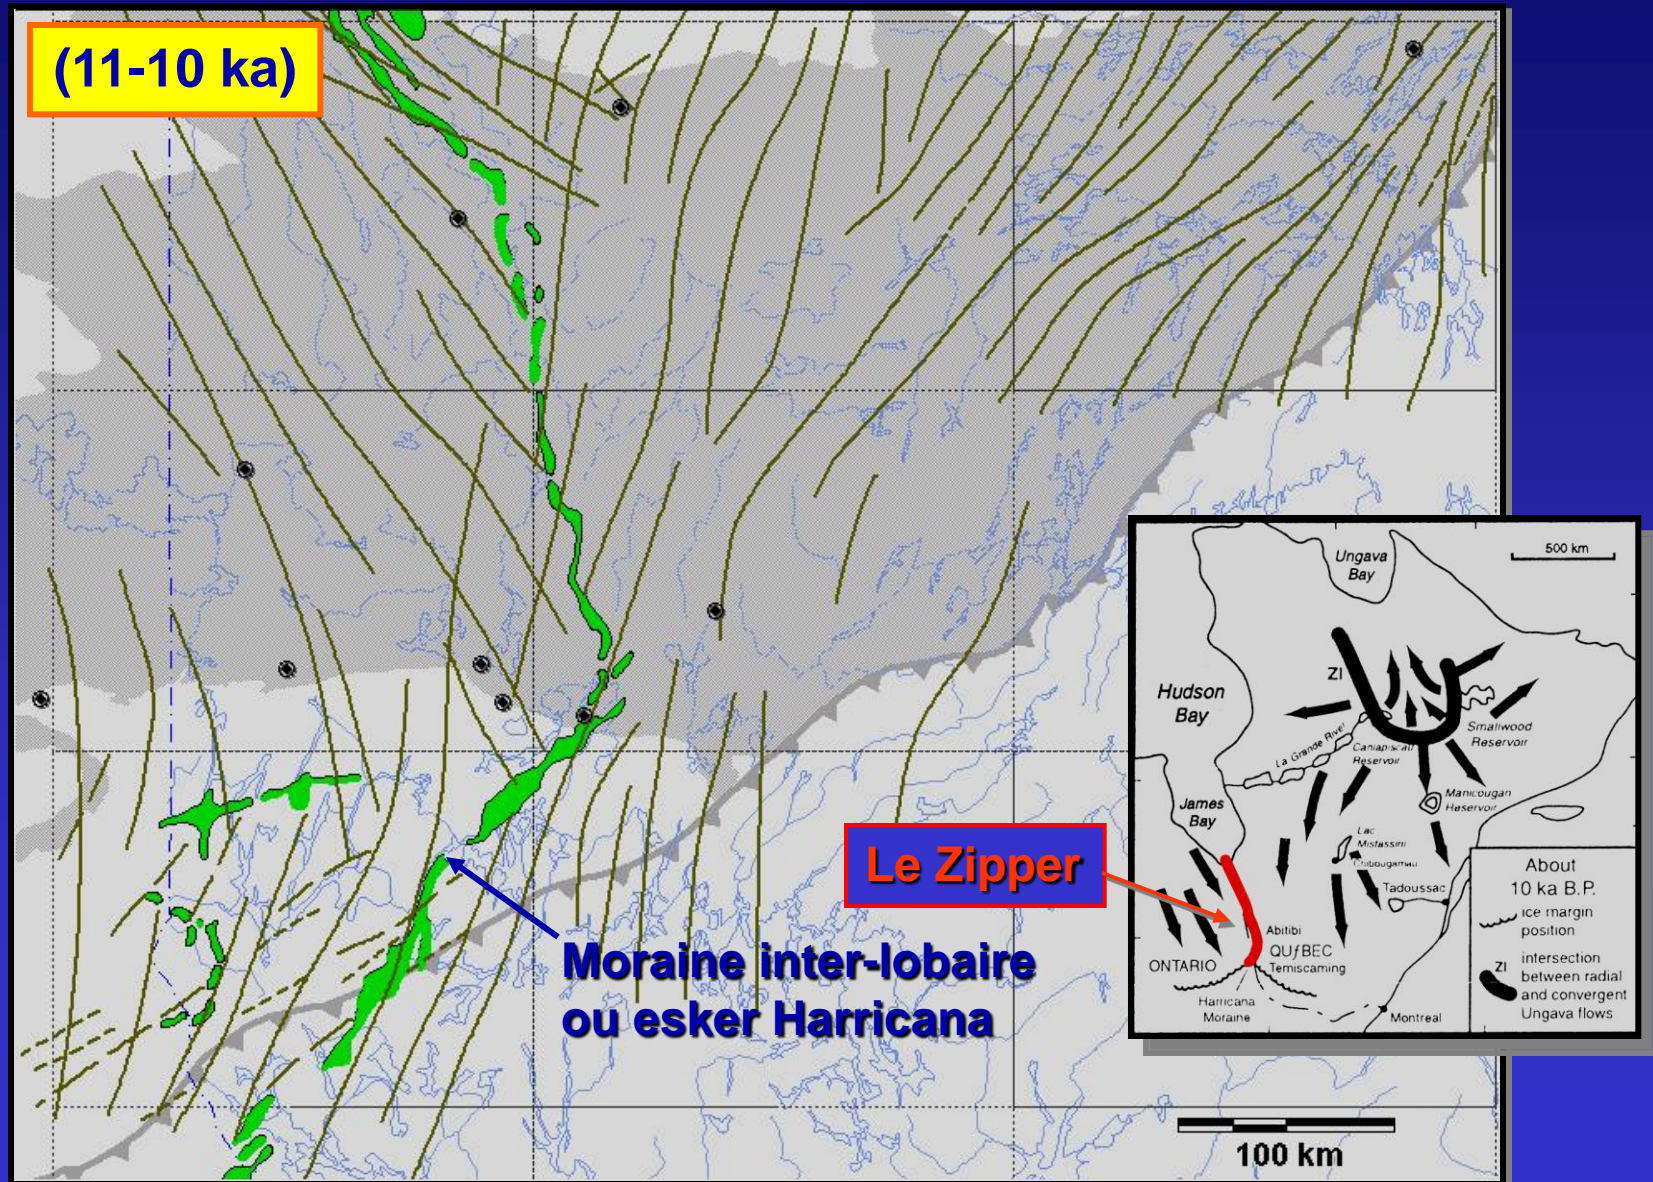 (11-10 ka)
Moraine inter-lobaire
ou esker Harricana
Le Zipper
100 km
500 km
Ungava
Bay
ZI
Hudson
Bay
Smallwood
Reservoir
La Grande River
Caniapiscau
Reservoir
Manicougan
Reservoir
James
Bay
Lac
Mistassini
Chibougamau
Tadoussac
Abitibi
QUƒBEC
ONTARIO
Temiscaming
Harricana
Moraine
Montreal
About
10 ka B.P.
ice margin
position
ZI
intersection
between radial
and convergent
Ungava flows